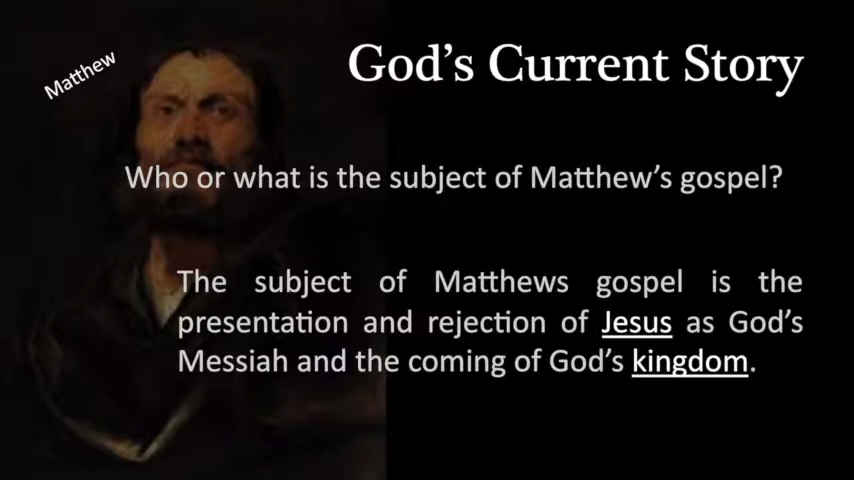 Matthew
God's Current Story
Who or what is the subject of Matthew's gospel?
The subject of Matthews gospel is the
presentation and rejection of Jesus as God's
Messiah and the coming of God's kingdom.